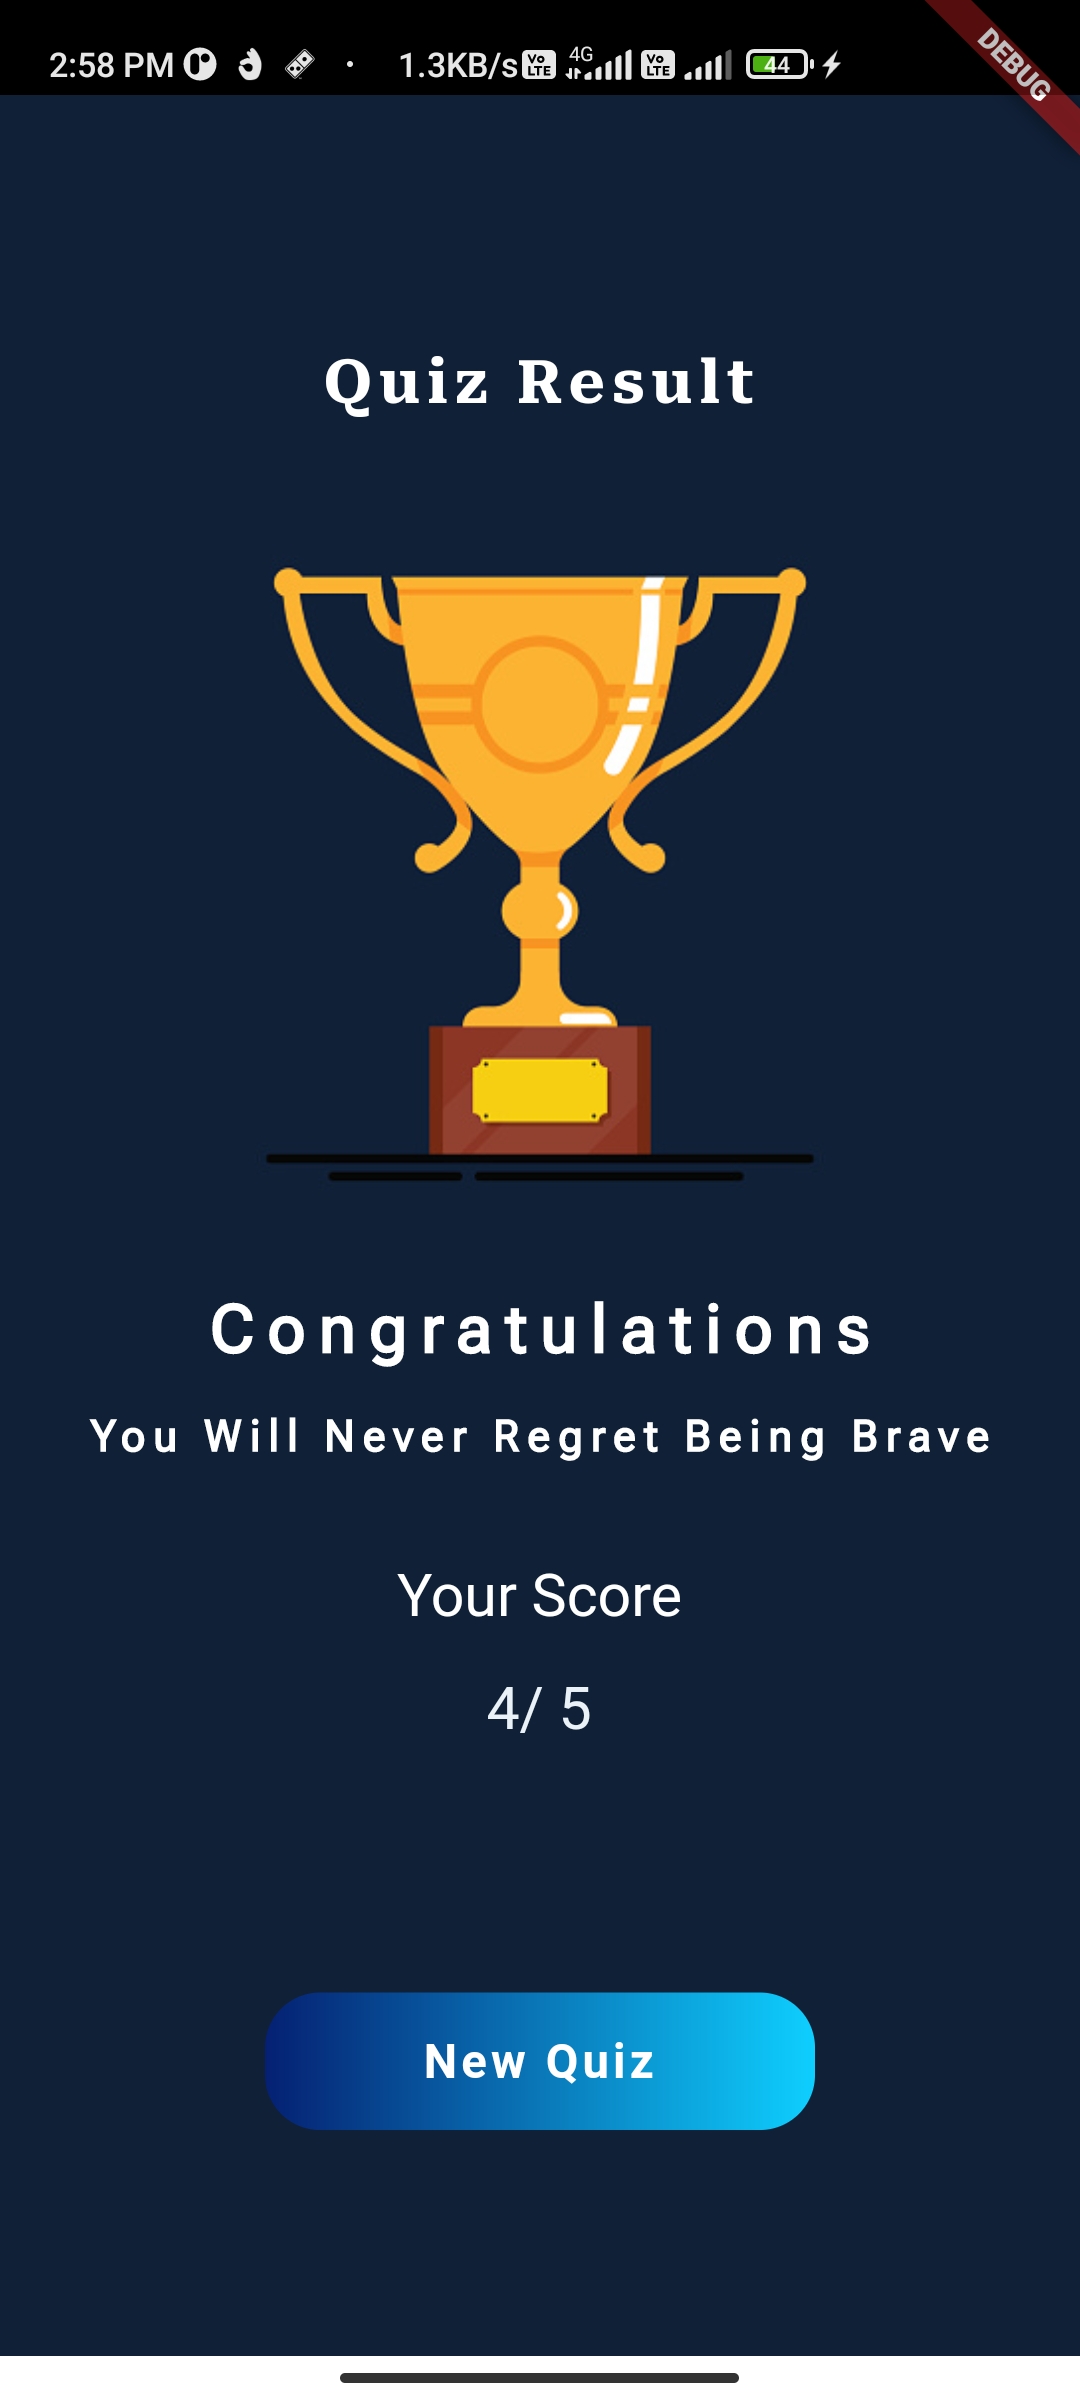 2:58 PM 1.3KB/s Vo LTE 4G Vo LTE 44
DEBUG
Quiz Result
Congratulations
You Will Never Regret Being Brave
Your Score
4/ 5
New Quiz